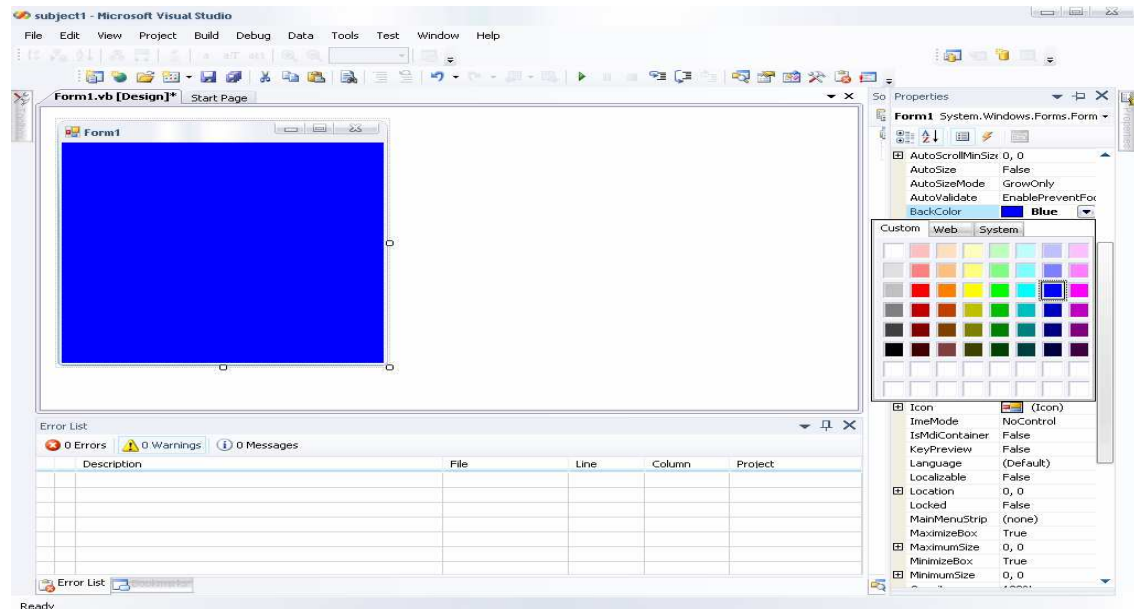 subject1 - Microsoft Visual Studio
File Edit View Project Build Debug Data Tools Test Window Help
Form1.vb [Design]* Start Page
Form1
Error List
0 Errors 0 Warnings 0 Messages
Description File Line Column Project
Error List
Ready
So Properties
Form1 System.Windows.Forms.Form
AutoScrollMinSize 0, 0
AutoSize False
AutoSizeMode GrowOnly
AutoValidate EnablePreventFoc
BackColor Blue
Custom Web System
Icon (Icon)
ImeMode NoControl
IsMdiContainer False
KeyPreview False
Language (Default)
Localizable False
Location 0, 0
Locked False
MainMenuStrip (none)
MaximizeBox True
MaximumSize 0, 0
MinimizeBox True
MinimumSize 0, 0
Properties